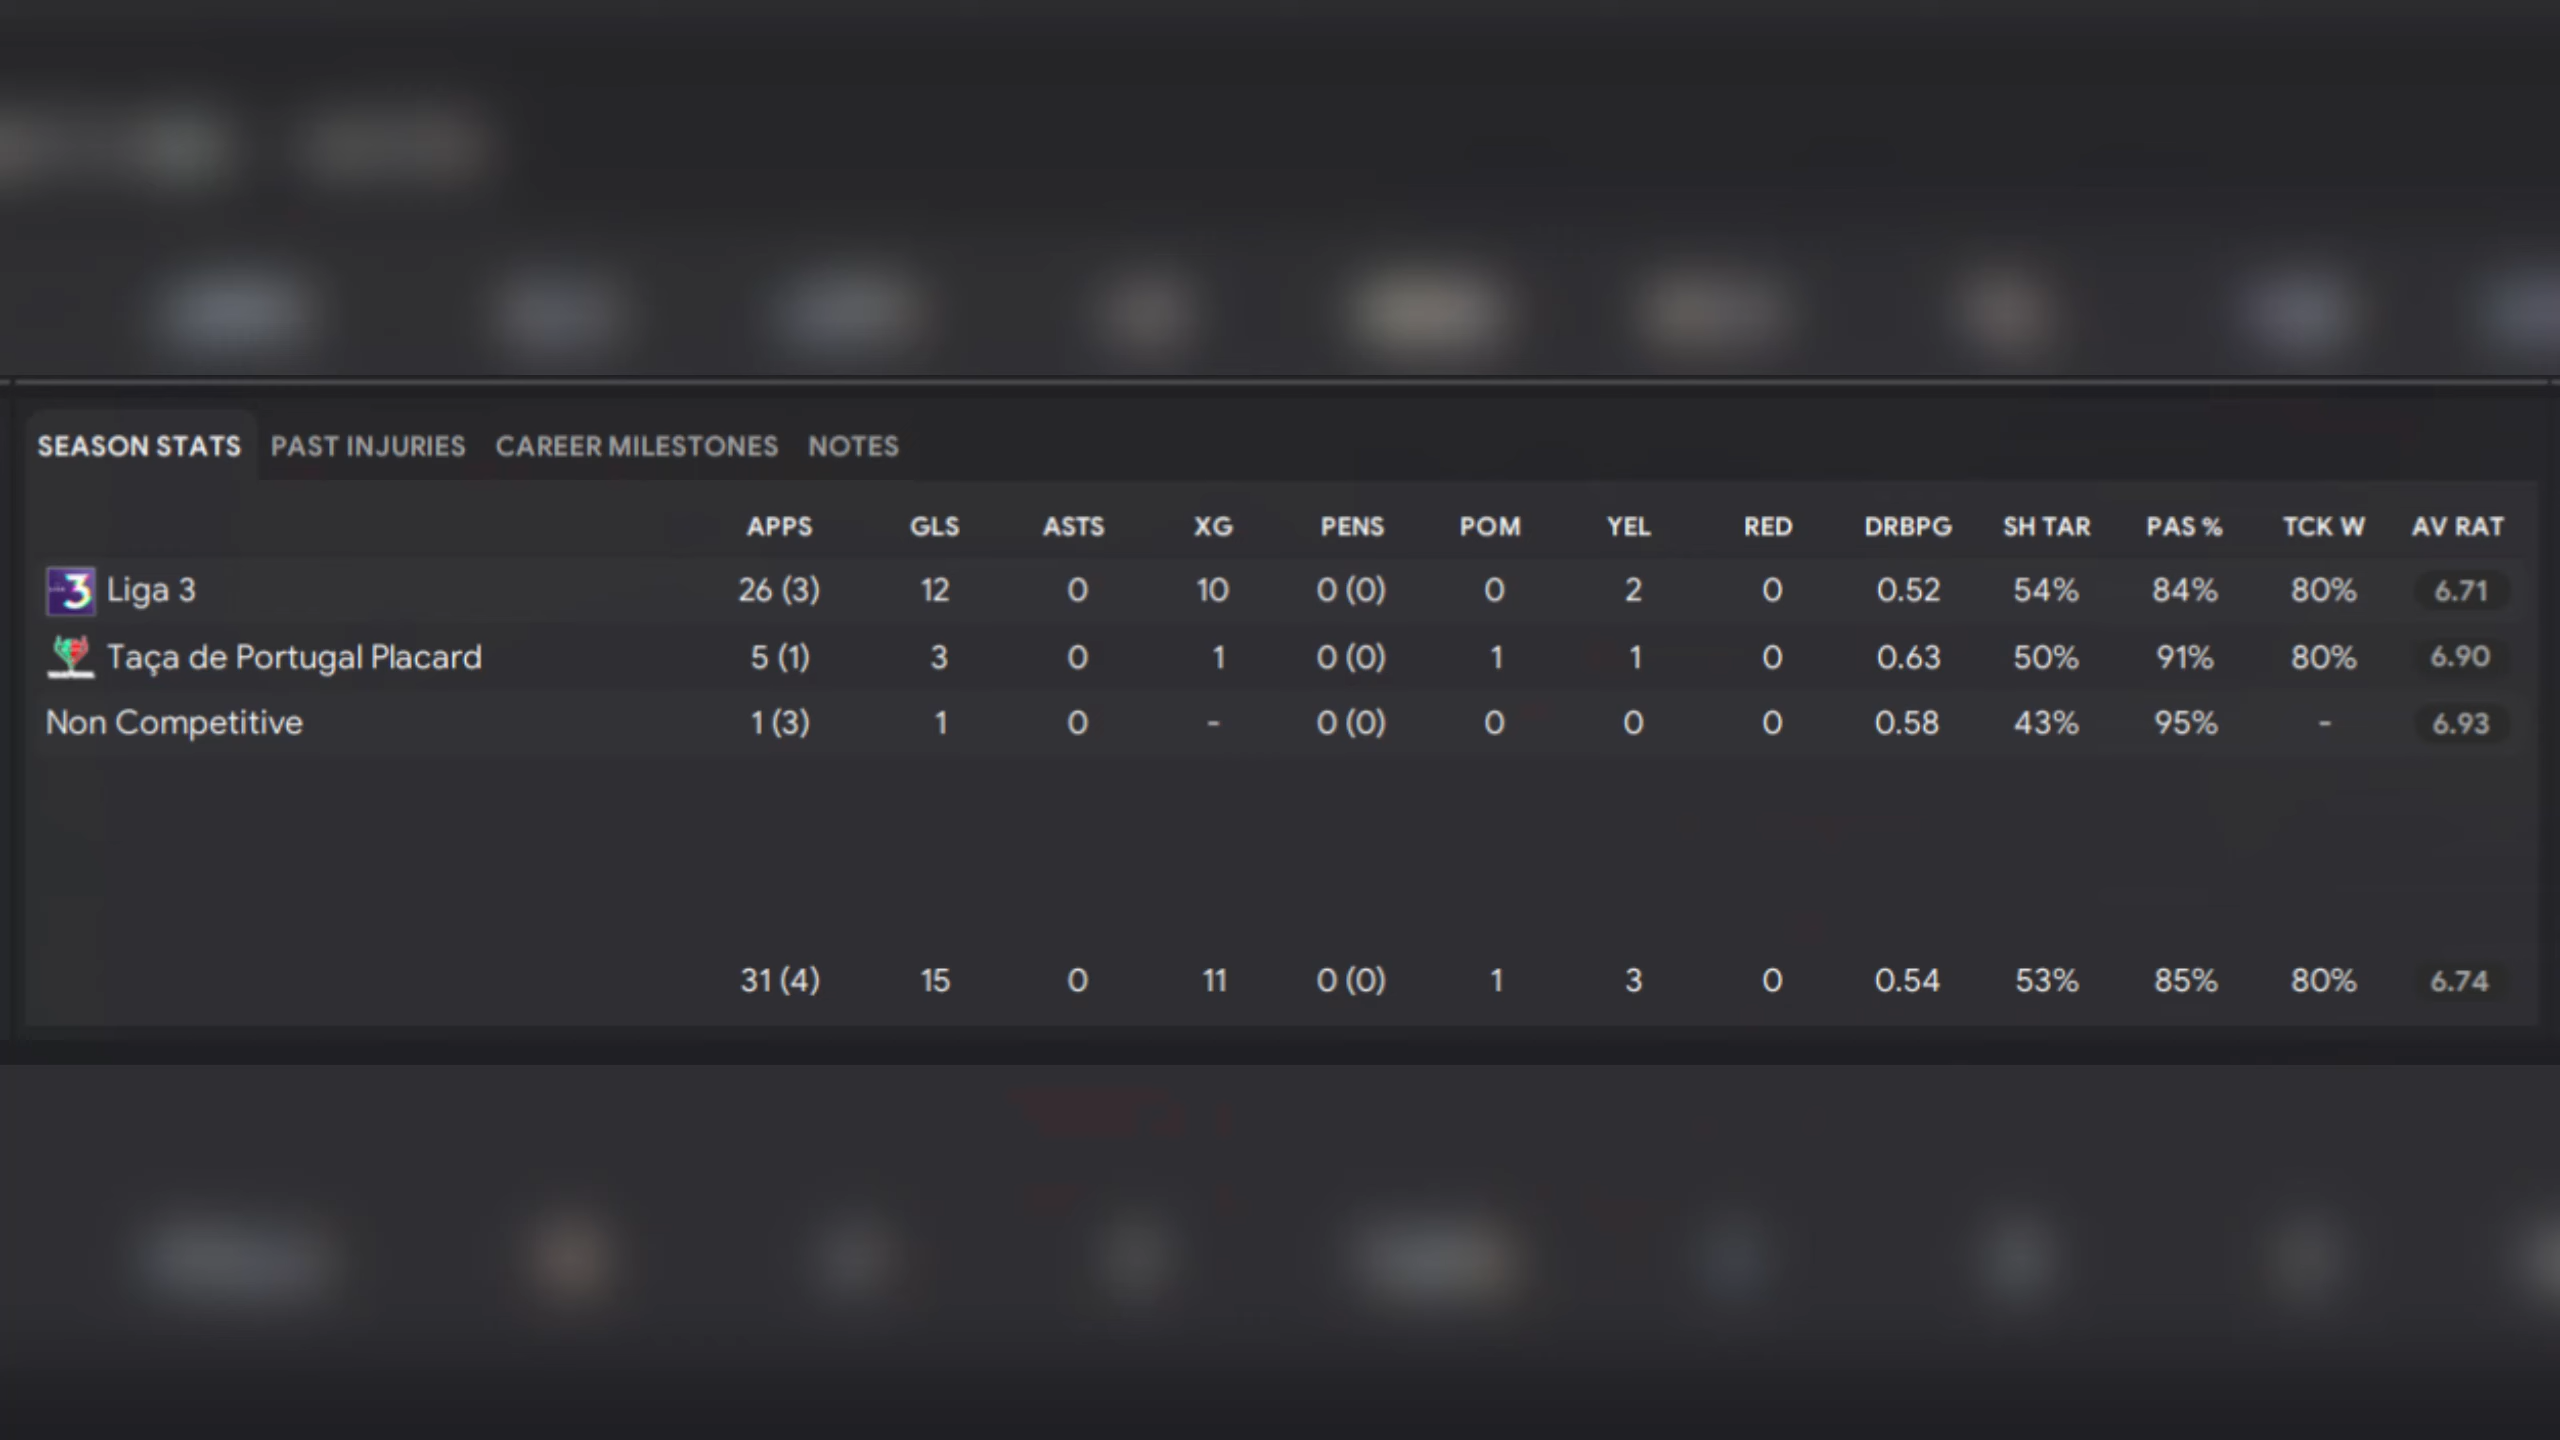 SEASON STATS PAST INJURIES CAREER MILESTONES NOTES
APPS GLS ASTS XG PENS POM YEL RED DRBPG SH TAR PAS % TCK W AV RAT
3 Liga 3 26 (3) 12 0 10 0 (0) 0 2 0 0.52 54% 84% 80% 6.71
Taça de Portugal Placard 5 (1) 3 0 1 0 (0) 1 1 0 0.63 50% 91% 80% 6.90
Non Competitive 1 (3) 1 0 - 0 (0) 0 0 0 0.58 43% 95% - 6.93
31 (4) 15 0 11 0 (0) 1 3 0 0.54 53% 85% 80% 6.74